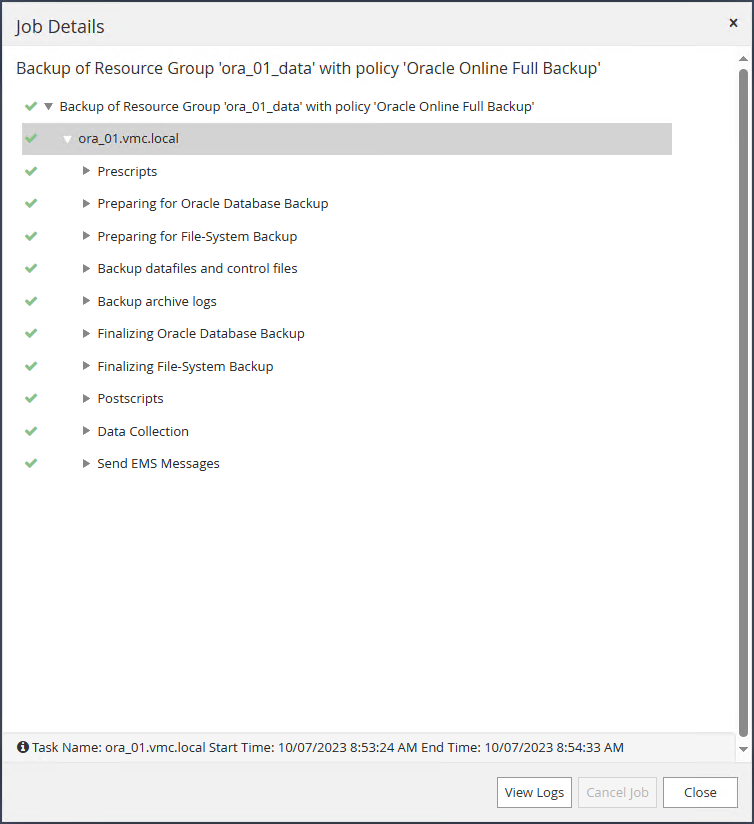 Job Details
Backup of Resource Group 'ora_01_data' with policy 'Oracle Online Full Backup'
Backup of Resource Group 'ora_01_data' with policy 'Oracle Online Full Backup'
ora_01.vmc.local
Prescripts
Preparing for Oracle Database Backup
Preparing for File-System Backup
Backup datafiles and control files
Backup archive logs
Finalizing Oracle Database Backup
Finalizing File-System Backup
Postscripts
Data Collection
Send EMS Messages
Task Name: ora_01.vmc.local Start Time: 10/07/2023 8:53:24 AM End Time: 10/07/2023 8:54:33 AM
View Logs Cancel Job Close